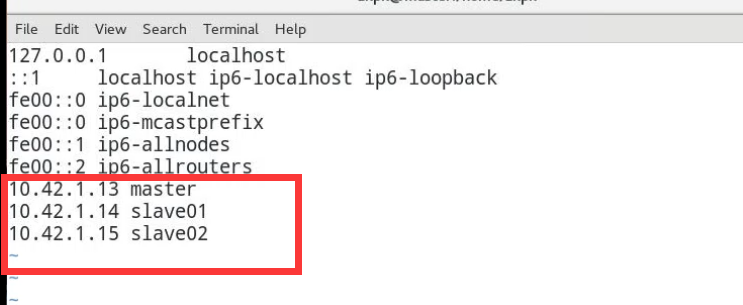 File Edit View Search Terminal Help
127.0.0.1 localhost
::1 localhost ip6-localhost ip6-loopback
fe00::0 ip6-localnet
fe00::0 ip6-mcastprefix
fe00::1 ip6-allnodes
fe00::2 ip6-allrouters
10.42.1.13 master
10.42.1.14 slave01
10.42.1.15 slave02
~
~
~